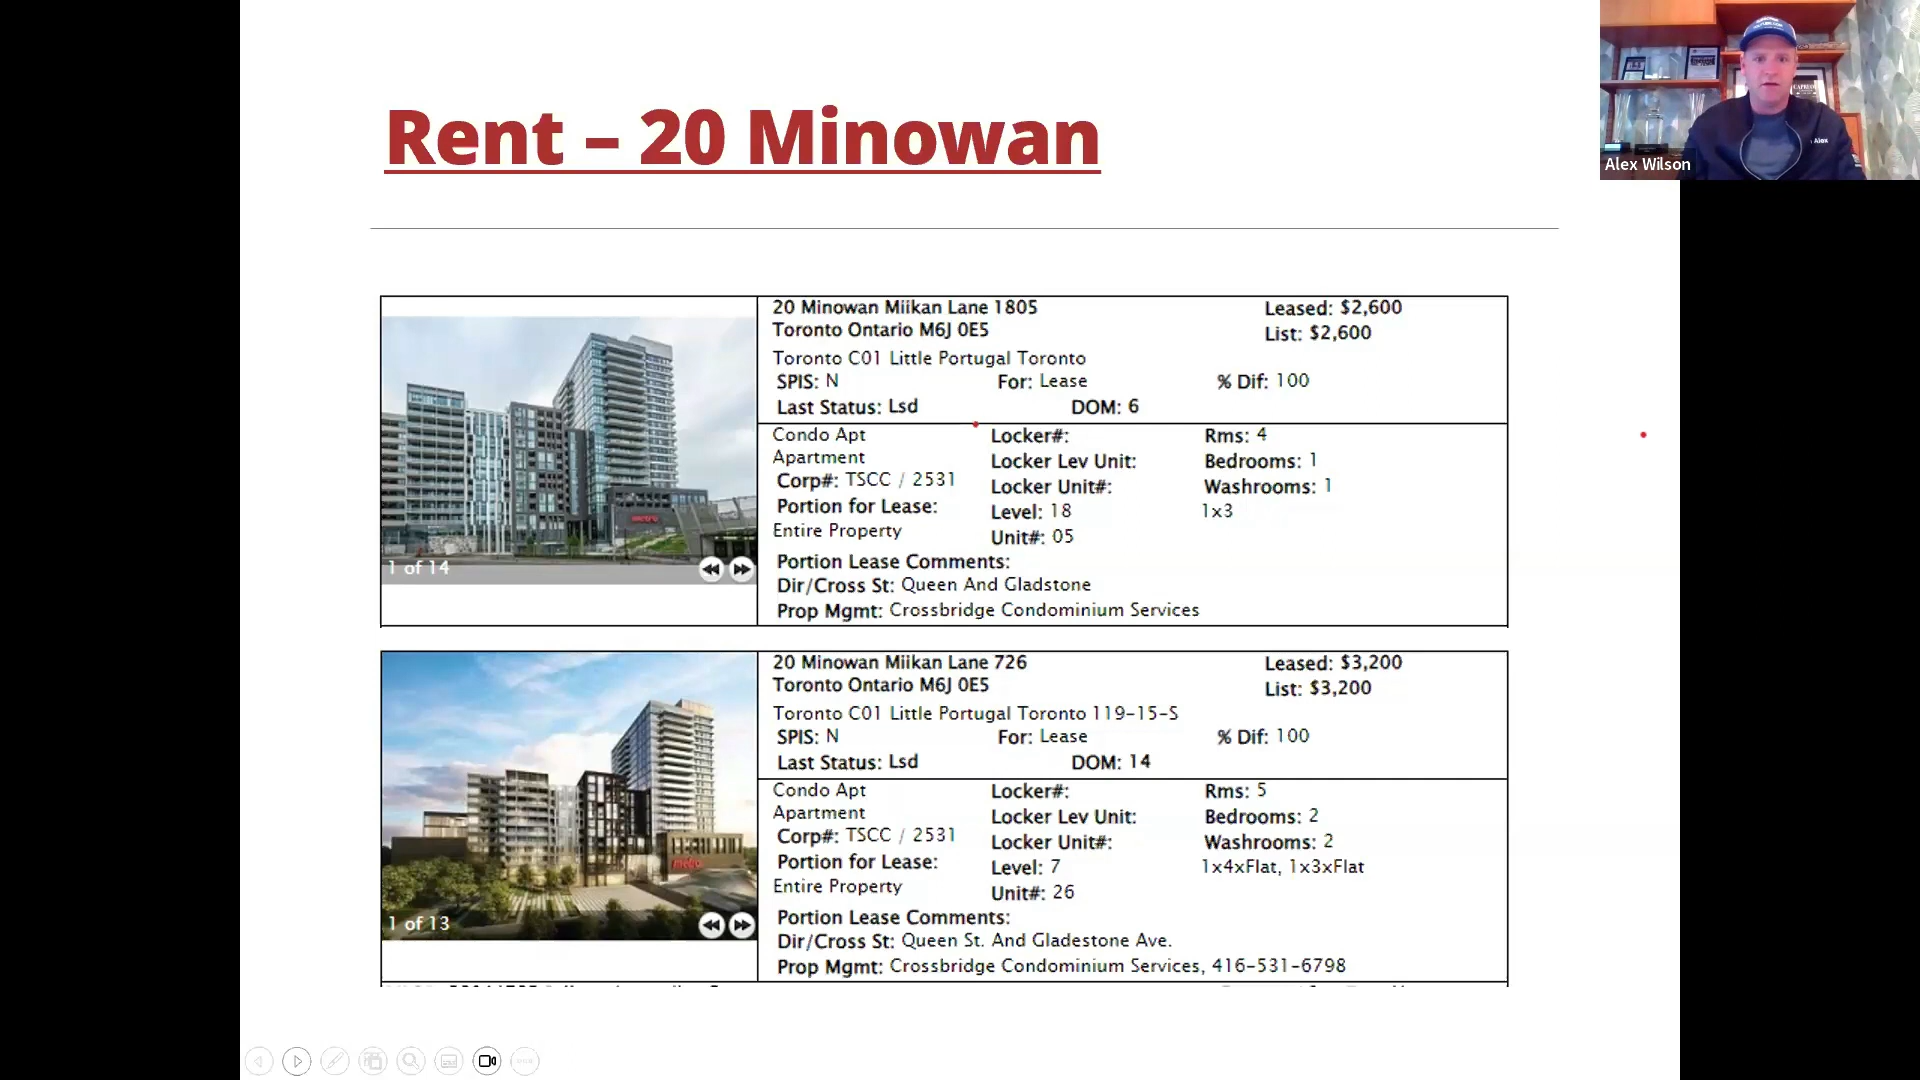 Rent – 20 Minowan
Alex Wilson
Alex
20 Minowan Miikan Lane 1805
Leased: $2,600
Toronto Ontario M6J 0E5
List: $2,600
Toronto C01 Little Portugal Toronto
SPIS: N
For: Lease
% Dif: 100
Last Status: Lsd
DOM: 6
Condo Apt
Apartment
Corp#: TSCC / 2531
Portion for Lease:
Entire Property
Locker#:
Locker Lev Unit:
Locker Unit#:
Level: 18
Unit#: 05
Rms: 4
Bedrooms: 1
Washrooms: 1
1x3
Portion Lease Comments:
Dir/Cross St: Queen And Gladstone
Prop Mgmt: Crossbridge Condominium Services
metro
1 of 14
20 Minowan Miikan Lane 726
Leased: $3,200
Toronto Ontario M6J 0E5
List: $3,200
Toronto C01 Little Portugal Toronto 119-15-S
SPIS: N
For: Lease
% Dif: 100
Last Status: Lsd
DOM: 14
Condo Apt
Apartment
Corp#: TSCC / 2531
Portion for Lease:
Entire Property
Locker#:
Locker Lev Unit:
Locker Unit#:
Level: 7
Unit#: 26
Rms: 5
Bedrooms: 2
Washrooms: 2
1x4xFlat, 1x3xFlat
Portion Lease Comments:
Dir/Cross St: Queen St. And Gladestone Ave.
Prop Mgmt: Crossbridge Condominium Services, 416-531-6798
metro
1 of 13